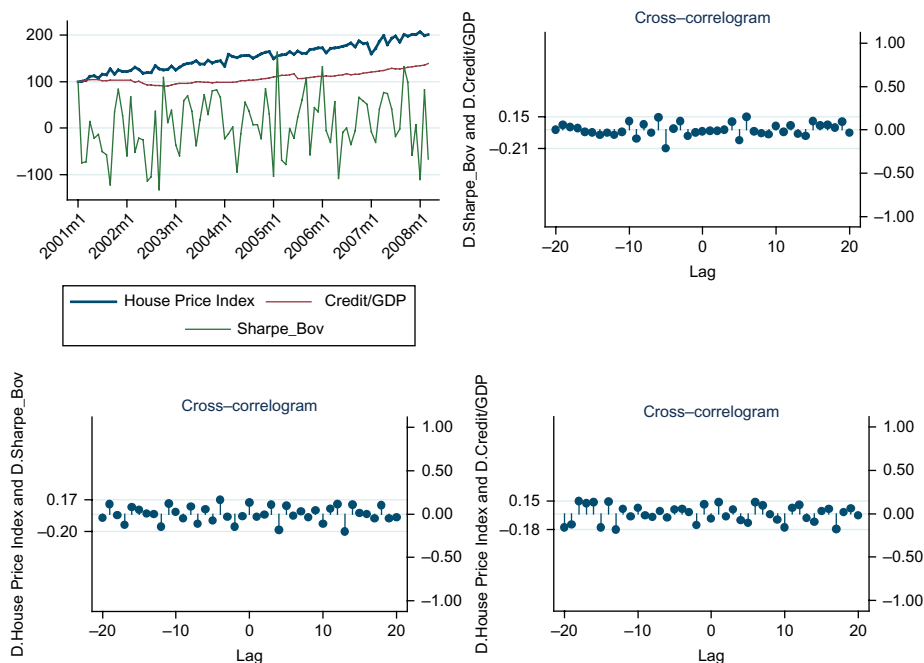 200
100
0
−100
2001m1
2002m1
2003m1
2004m1
2005m1
2006m1
2007m1
2008m1
House Price Index
Credit/GDP
Sharpe_Bov
Cross−correlogram
D.Sharpe_Bov and D.Credit/GDP
0.15
−0.21
1.00
0.50
0.00
−0.50
−1.00
−20
−10
0
10
20
Lag
Cross−correlogram
D.House Price Index and D.Sharpe_Bov
0.17
−0.20
1.00
0.50
0.00
−0.50
−1.00
−20
−10
0
10
20
Lag
Cross−correlogram
D.House Price Index and D.Credit/GDP
0.15
−0.18
1.00
0.50
0.00
−0.50
−1.00
−20
−10
0
10
20
Lag